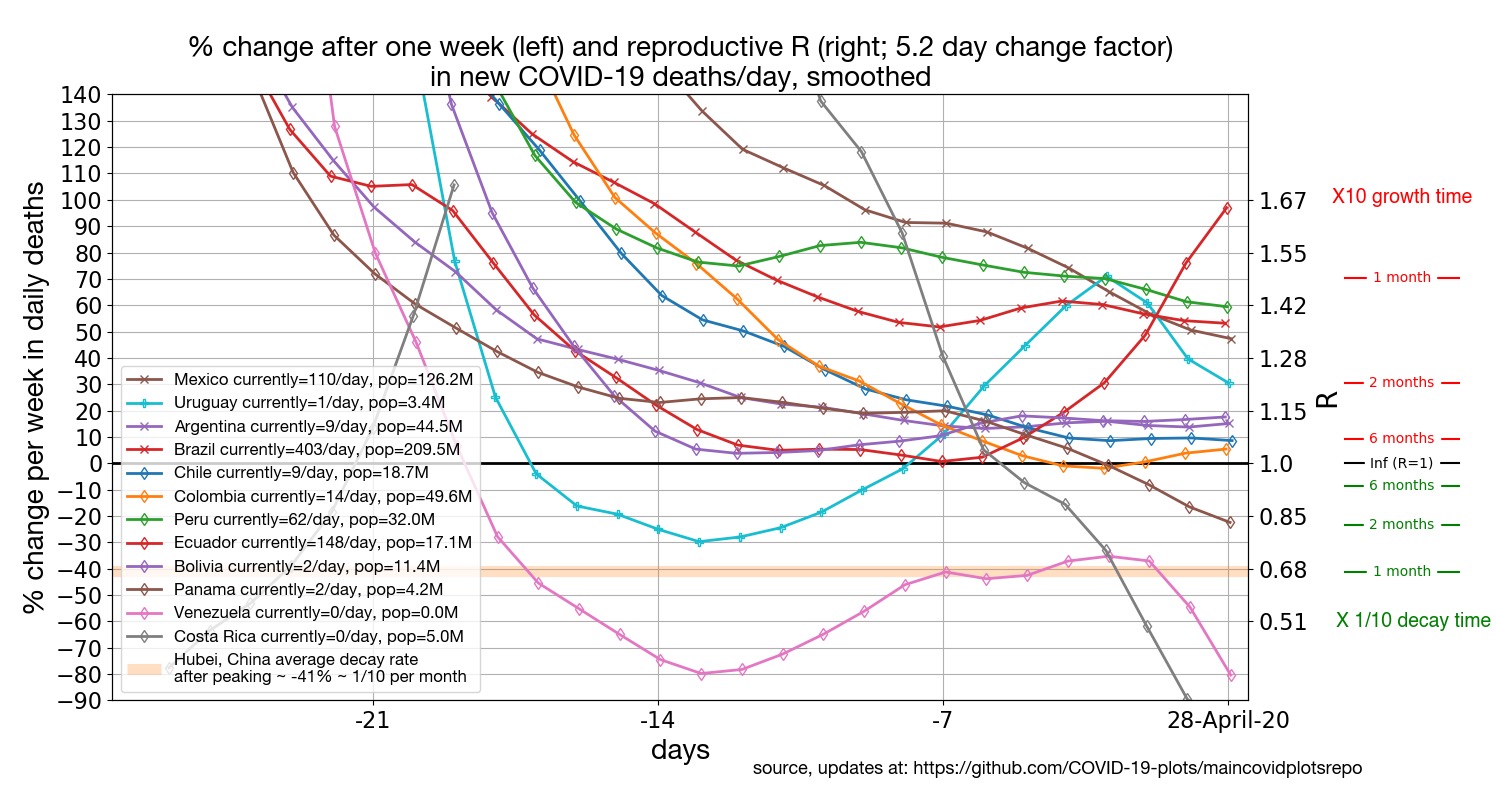 % change after one week (left) and reproductive R (right; 5.2 day change factor)
in new COVID-19 deaths/day, smoothed
% change per week in daily deaths
140
130
120
110
100
90
80
70
60
50
40
30
20
10
0
−10
−20
−30
−40
−50
−60
−70
−80
−90
Mexico currently=110/day, pop=126.2M
Uruguay currently=1/day, pop=3.4M
Argentina currently=9/day, pop=44.5M
Brazil currently=403/day, pop=209.5M
Chile currently=9/day, pop=18.7M
Colombia currently=14/day, pop=49.6M
Peru currently=62/day, pop=32.0M
Ecuador currently=148/day, pop=17.1M
Bolivia currently=2/day, pop=11.4M
Panama currently=2/day, pop=4.2M
Venezuela currently=0/day, pop=0.0M
Costa Rica currently=0/day, pop=5.0M
Hubei, China average decay rate
after peaking ~ -41% ~ 1/10 per month
-21
-14
-7
28-April-20
days
1.67
1.55
1.42
1.28
1.15
1.0
0.85
0.68
0.51
R
X10 growth time
1 month
2 months
6 months
Inf (R=1)
6 months
2 months
1 month
X 1/10 decay time
source, updates at: https://github.com/COVID-19-plots/maincovidplotsrepo